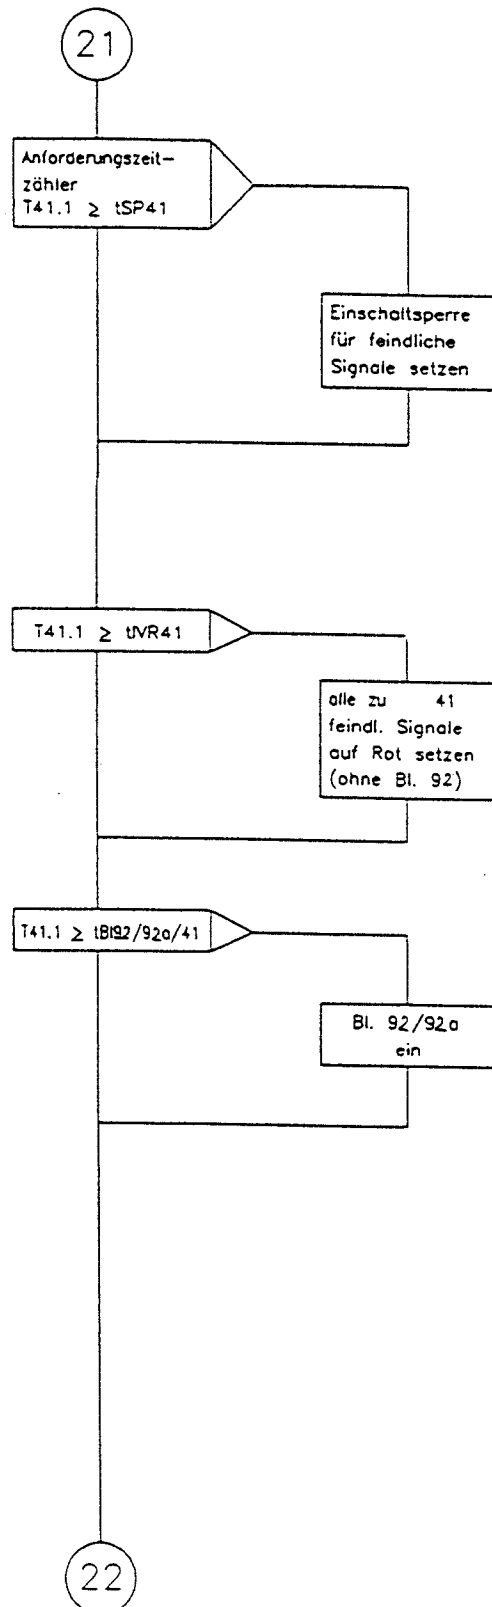 21
Anforderungszeit-
zähler
T41.1 ≥ tSP41
Einschaltsperre
für feindliche
Signale setzen
T41.1 ≥ tIVR41
alle zu 41
feindl. Signale
auf Rot setzen
(ohne Bl. 92)
T41.1 ≥ tBl92/92a/41
Bl. 92/92a
ein
22